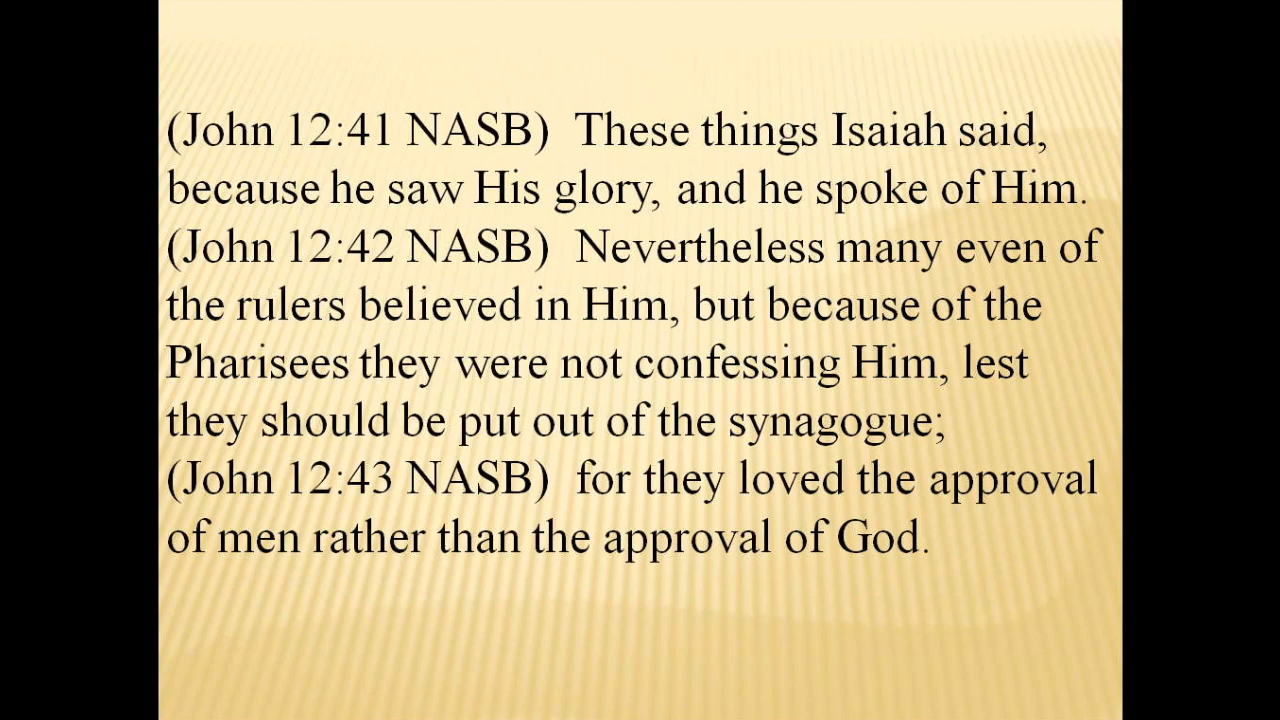 (John 12:41 NASB)  These things Isaiah said,
because he saw His glory, and he spoke of Him.
(John 12:42 NASB)  Nevertheless many even of
the rulers believed in Him, but because of the
Pharisees they were not confessing Him, lest
they should be put out of the synagogue;
(John 12:43 NASB)  for they loved the approval
of men rather than the approval of God.